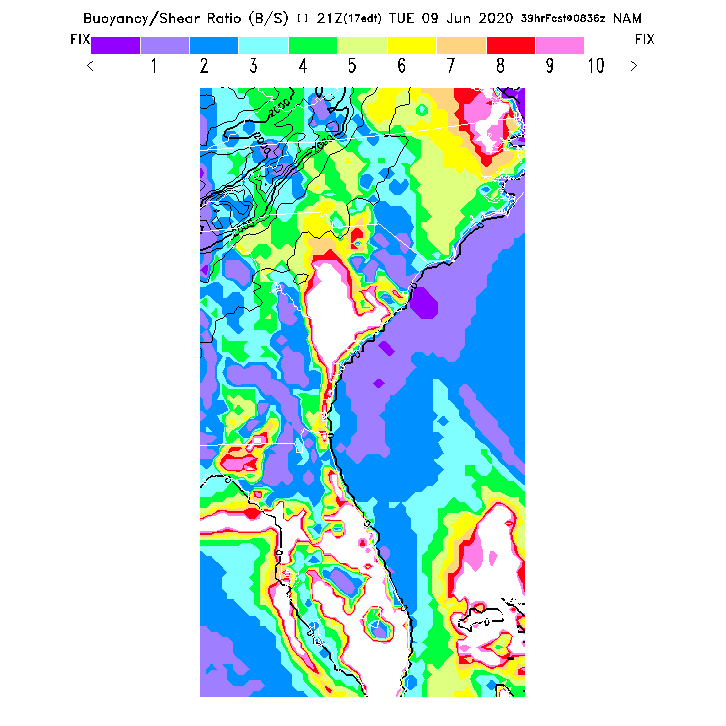 Buoyancy/Shear Ratio (B/S) [] 21Z(17edt) TUE 09 Jun 2020 39hrFcst@0836z NAM
FIX FIX
< 1 2 3 4 5 6 7 8 9 10 >